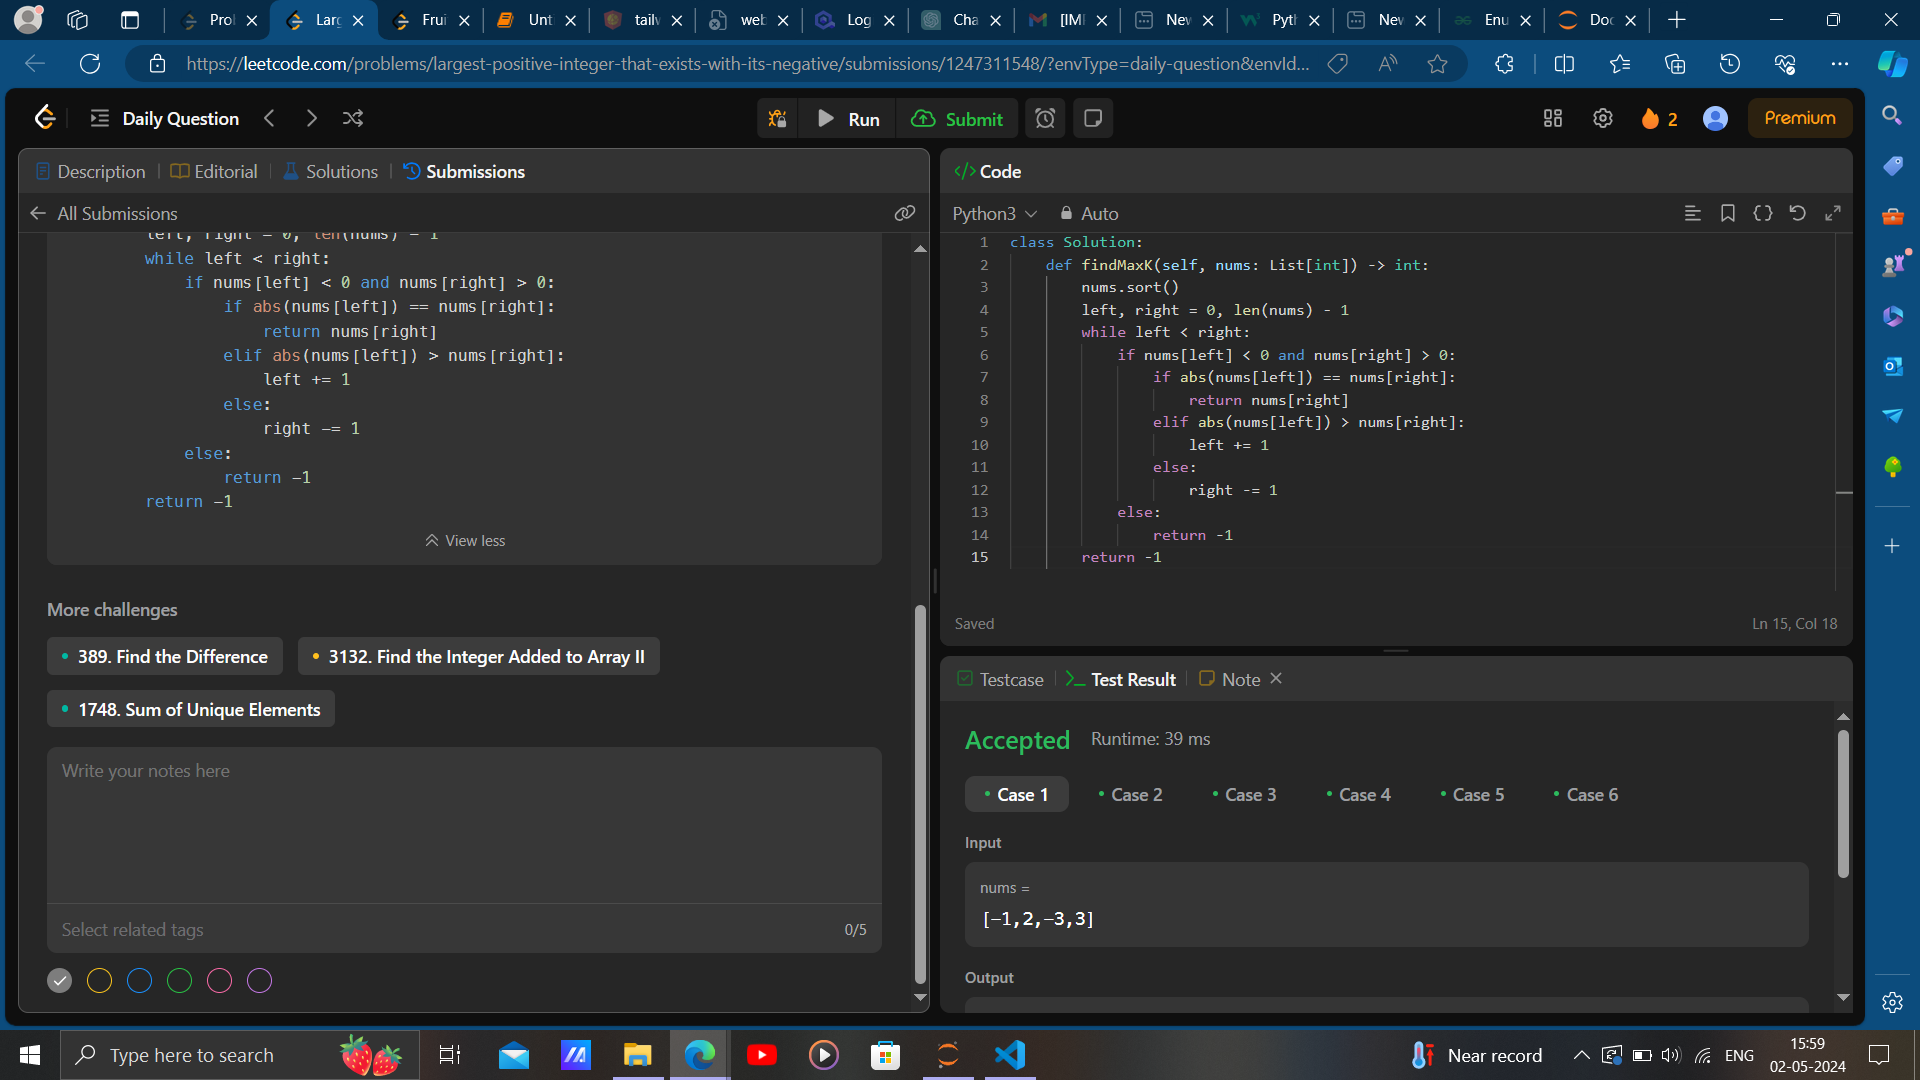 Prol
Larg
Frui
Unti
tailv
web
Log
Cha
[IMI
Nev
Pyth
Nev
Enu
Doc
https://leetcode.com/problems/largest-positive-integer-that-exists-with-its-negative/submissions/1247311548/?envType=daily-question&envId...
Daily Question
Run
Submit
2
Premium
Description
Editorial
Solutions
Submissions
All Submissions
left, right = 0, len(nums) - 1
while left < right:
if nums[left] < 0 and nums[right] > 0:
if abs(nums[left]) == nums[right]:
return nums[right]
elif abs(nums[left]) > nums[right]:
left += 1
else:
right -= 1
else:
return -1
return -1
View less
More challenges
389. Find the Difference
3132. Find the Integer Added to Array II
1748. Sum of Unique Elements
Write your notes here
Select related tags
0/5
</> Code
Python3
Auto
1 class Solution:
2 def findMaxK(self, nums: List[int]) -> int:
3 nums.sort()
4 left, right = 0, len(nums) - 1
5 while left < right:
6 if nums[left] < 0 and nums[right] > 0:
7 if abs(nums[left]) == nums[right]:
8 return nums[right]
9 elif abs(nums[left]) > nums[right]:
10 left += 1
11 else:
12 right -= 1
13 else:
14 return -1
15 return -1
Saved
Ln 15, Col 18
Testcase
Test Result
Note
Accepted
Runtime: 39 ms
Case 1
Case 2
Case 3
Case 4
Case 5
Case 6
Input
nums =
[-1,2,-3,3]
Output
Type here to search
Near record
ENG
15:59
02-05-2024